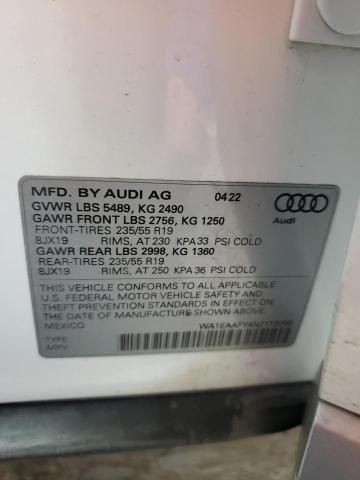 MFD. BY AUDI AG 04 22
GVWR LBS 5489, KG 2490
GAWR FRONT LBS 2756, KG 1250
FRONT-TIRES 235/55 R19
8JX19 RIMS, AT 230 KPA33 PSI COLD
GAWR REAR LBS 2998, KG 1360
REAR-TIRES 235/55 R19
8JX19 RIMS, AT 250 KPA36 PSI COLD
Audi
THIS VEHICLE CONFORMS TO ALL APPLICABLE
U.S. FEDERAL MOTOR VEHICLE SAFETY AND
THEFT PREVENTION STANDARDS IN EFFECT ON
THE DATE OF MANUFACTURE SHOWN ABOVE.
MEXICO
TYPE:
MPV